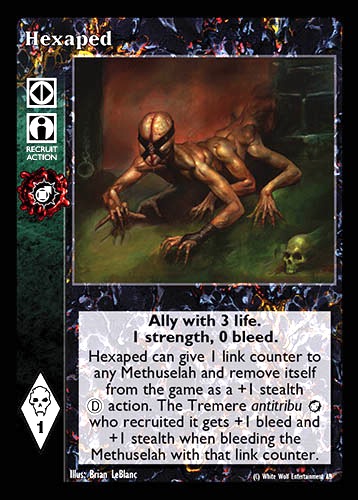 Hexaped
RECRUIT
ACTION
Ally with 3 life.
1 strength, 0 bleed.
Hexaped can give 1 link counter to
any Methuselah and remove itself
from the game as a +1 stealth
Ⓓ action. The Tremere antitribu
who recruited it gets +1 bleed and
+1 stealth when bleeding the
Methuselah with that link counter.
1
Illus: Brian LeBlanc
(C) White Wolf Entertainment AB